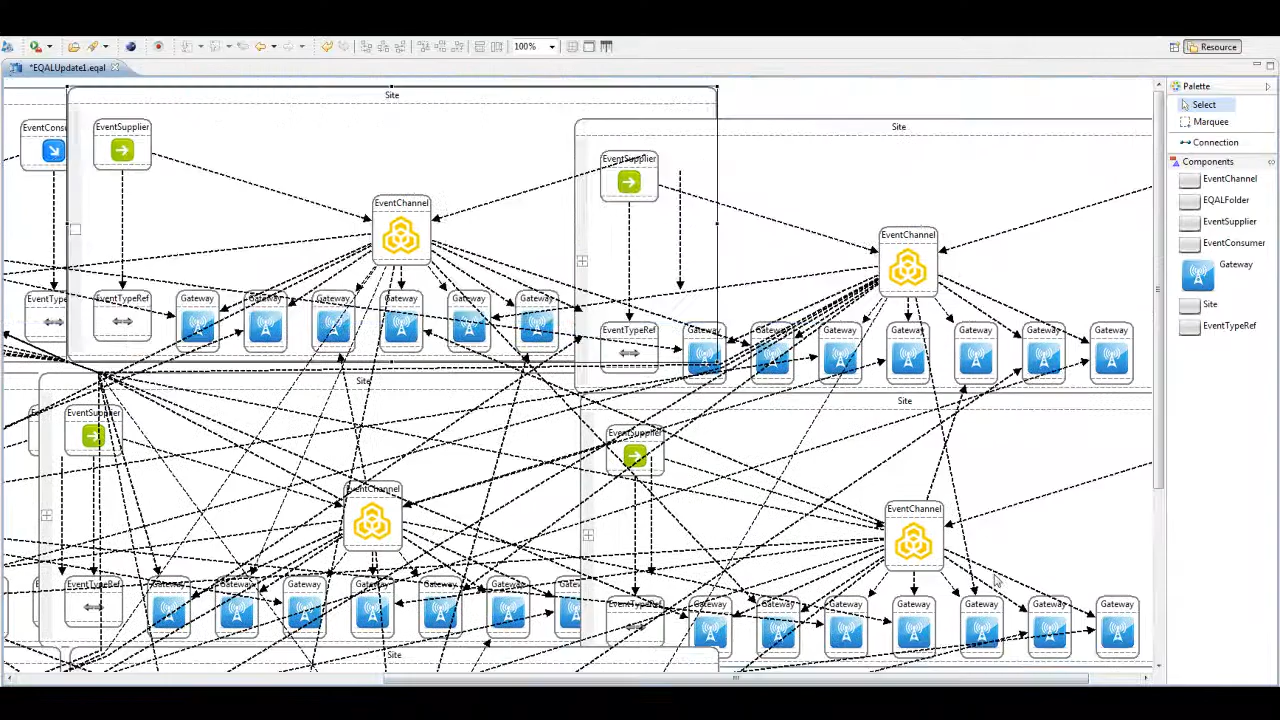 100%
Resource
*EQALUpdate1.eqal
Palette
Select
Marquee
Connection
Components
EventChannel
EQALFolder
EventSupplier
EventConsumer
Gateway
Site
EventTypeRef
Site
EventSupplier
EventChannel
EventTypeRef
Gateway
Gateway
Gateway
Gateway
Gateway
Gateway
Site
EventSupplier
EventChannel
EventTypeRef
Gateway
Gateway
Gateway
Gateway
Gateway
Gateway
Gateway
Site
EventSupplier
EventChannel
EventTypeRef
Gateway
Gateway
Gateway
Gateway
Gateway
Gateway
Site
EventSupplier
EventChannel
EventTypeRef
Gateway
Gateway
Gateway
Gateway
Gateway
Gateway
Gateway
Site